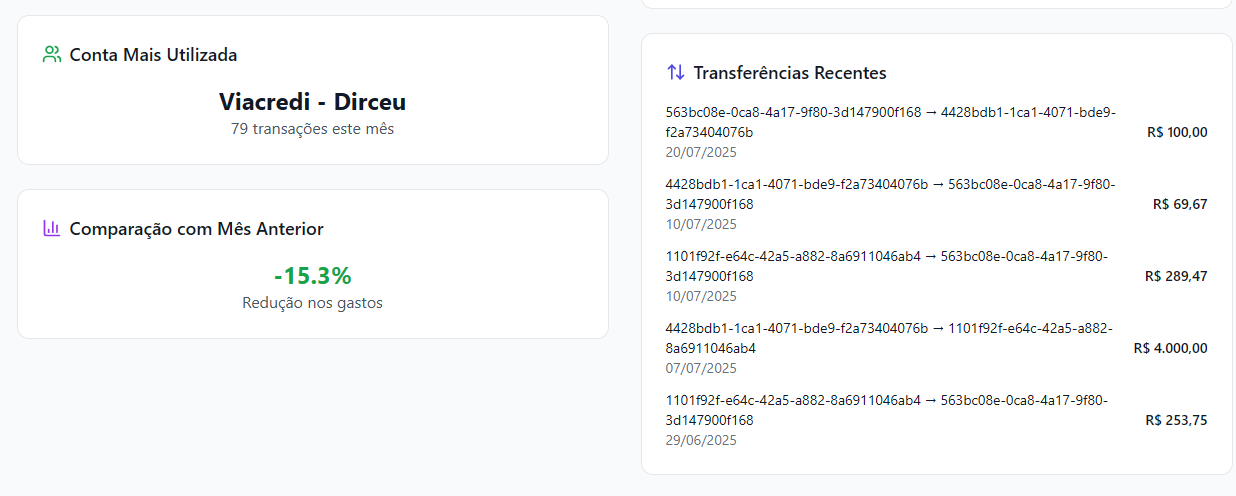 Conta Mais Utilizada
Viacredi - Dirceu
79 transações este mês
Comparação com Mês Anterior
-15.3%
Redução nos gastos
Transferências Recentes
563bc08e-0ca8-4a17-9f80-3d147900f168 → 4428bdb1-1ca1-4071-bde9-
f2a73404076b
R$ 100,00
20/07/2025
4428bdb1-1ca1-4071-bde9-f2a73404076b → 563bc08e-0ca8-4a17-9f80-
3d147900f168
R$ 69,67
10/07/2025
1101f92f-e64c-42a5-a882-8a6911046ab4 → 563bc08e-0ca8-4a17-9f80-
3d147900f168
R$ 289,47
10/07/2025
4428bdb1-1ca1-4071-bde9-f2a73404076b → 1101f92f-e64c-42a5-a882-
8a6911046ab4
R$ 4.000,00
07/07/2025
1101f92f-e64c-42a5-a882-8a6911046ab4 → 563bc08e-0ca8-4a17-9f80-
3d147900f168
R$ 253,75
29/06/2025